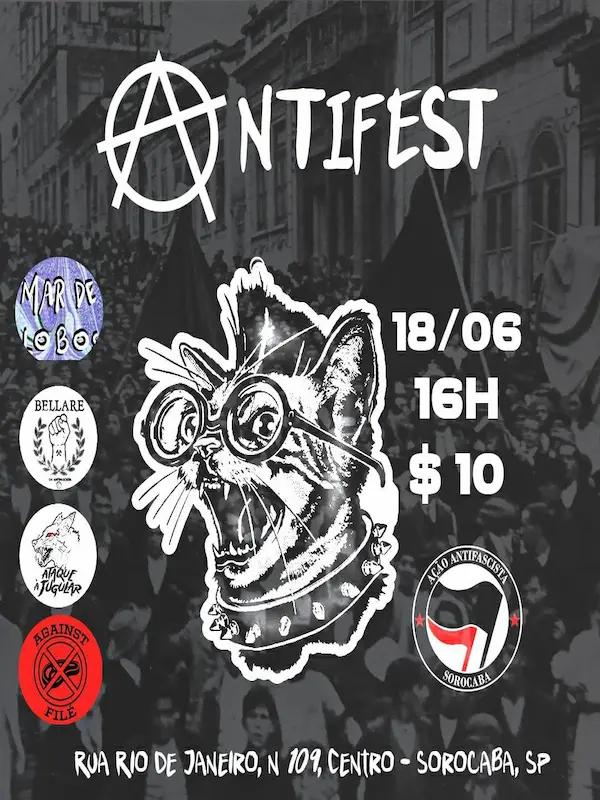 ANTIFEST
MAR DE
LOBOS
BELLARE
ATAQUE
À JUGULAR
AGAINST
FILE
18/06
16H
$ 10
AÇÃO ANTIFASCISTA
SOROCABA
RUA RIO DE JANEIRO, N 109, CENTRO - SOROCABA, SP